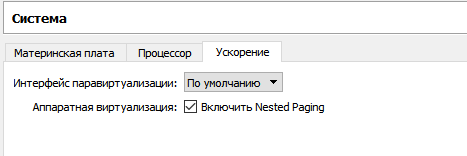 Система
Материнская плата Процессор Ускорение
Интерфейс паравиртуализации: По умолчанию
Аппаратная виртуализация: Включить Nested Paging